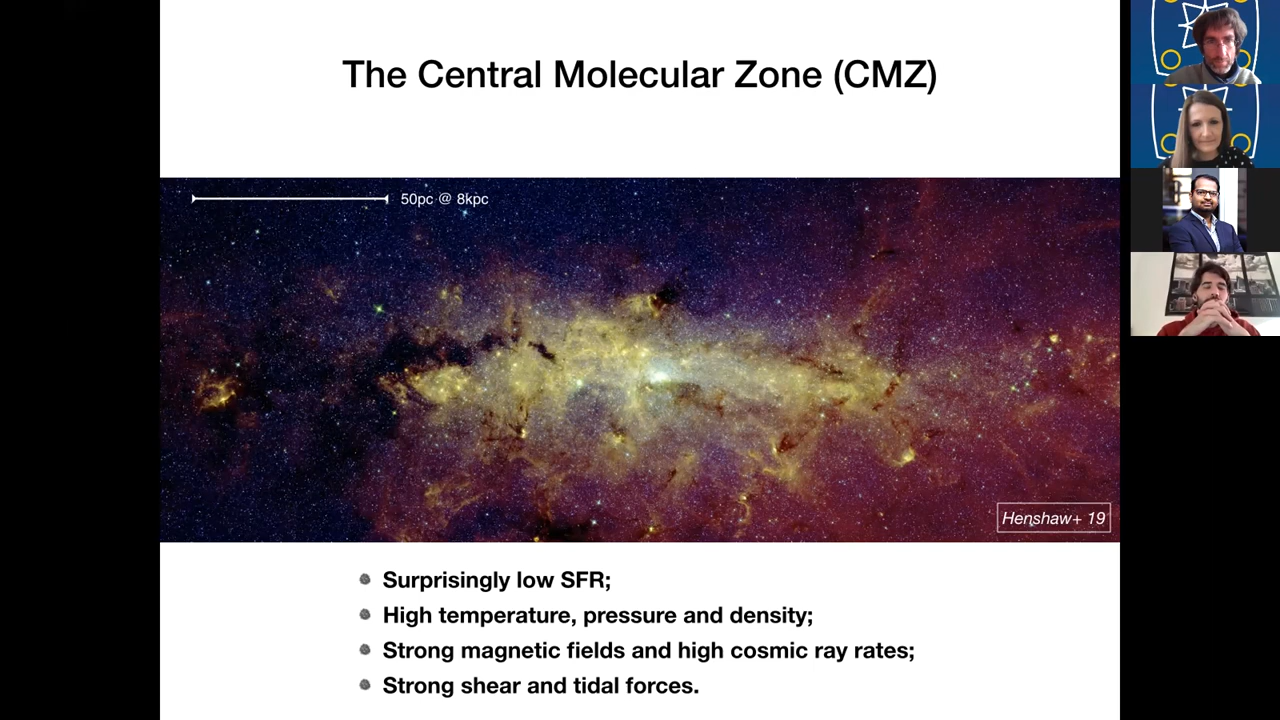 The Central Molecular Zone (CMZ)
50pc @ 8kpc
Henshaw+ 19
Surprisingly low SFR;
High temperature, pressure and density;
Strong magnetic fields and high cosmic ray rates;
Strong shear and tidal forces.